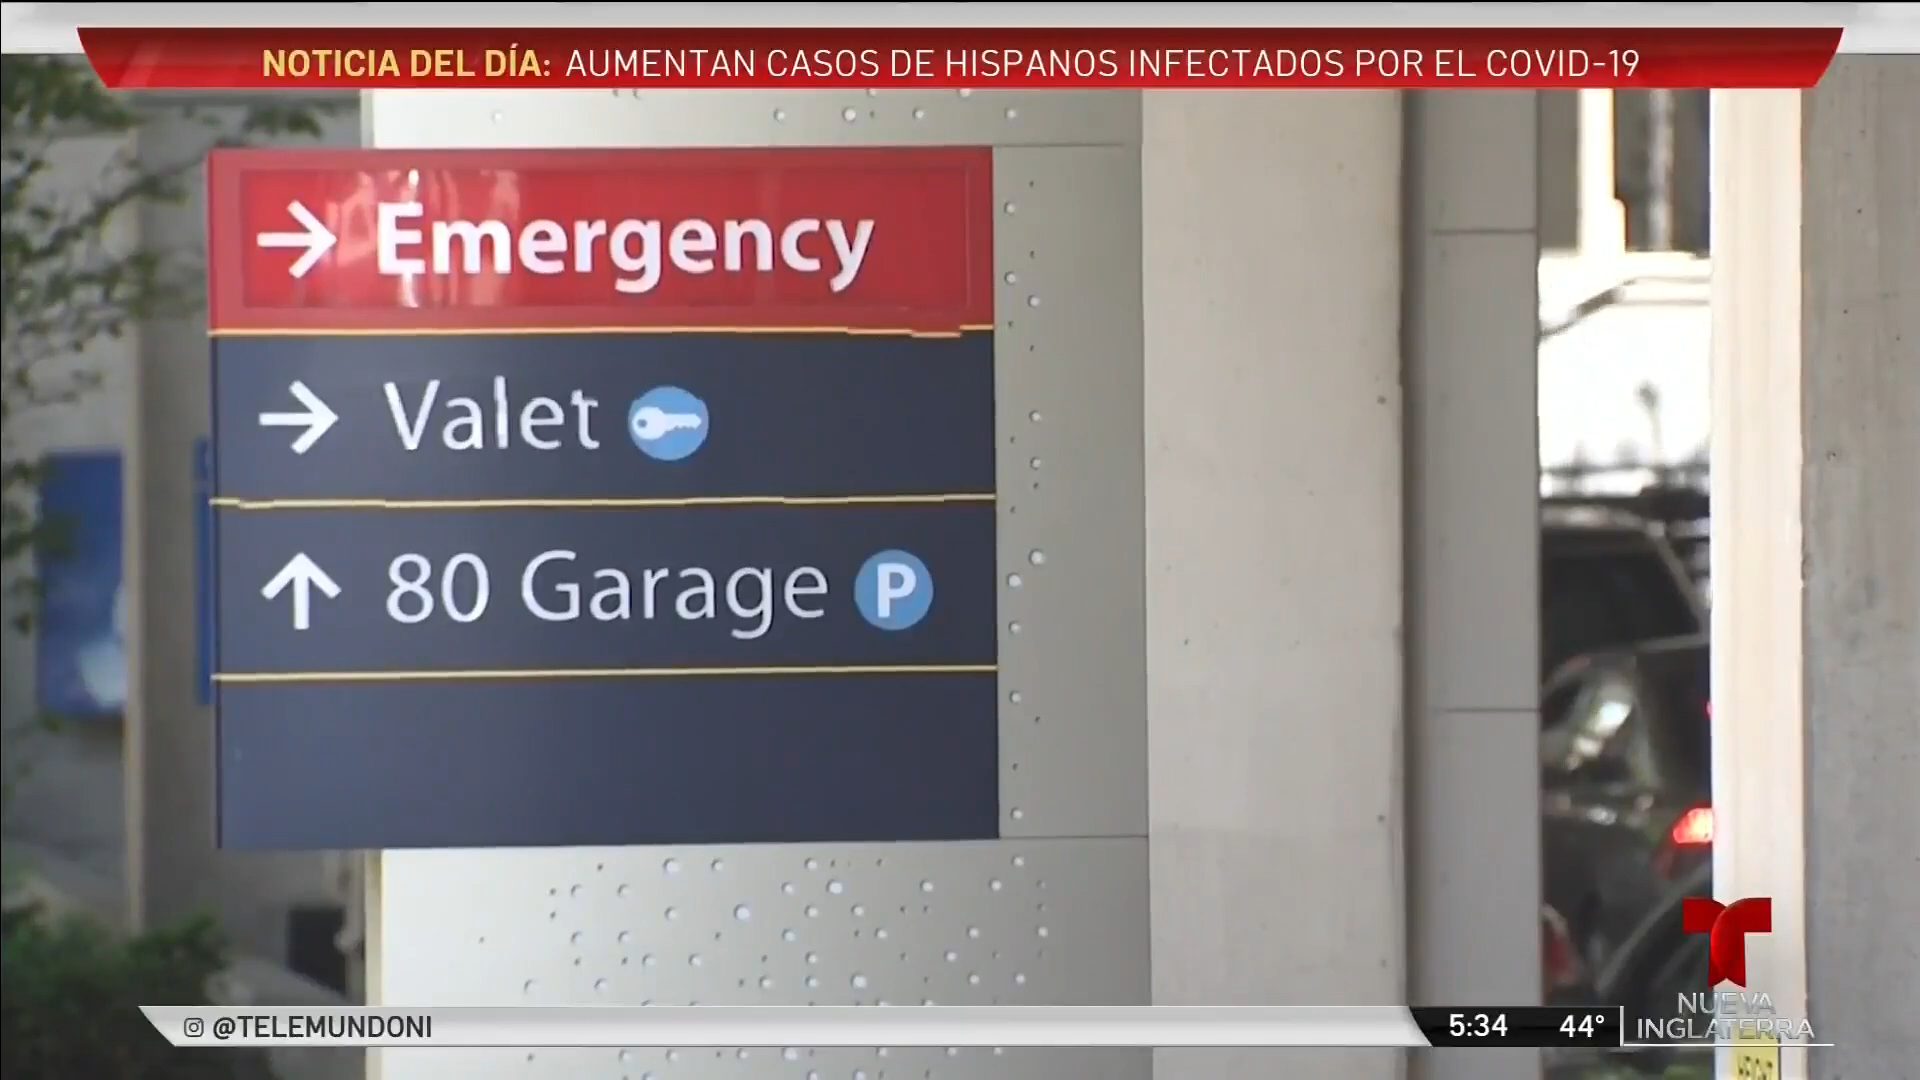 NOTICIA DEL DÍA: AUMENTAN CASOS DE HISPANOS INFECTADOS POR EL COVID-19
→ Emergency
→ Valet
↑ 80 Garage P
@TELEMUNDONI
5:34 44°
NUEVA
INGLATERRA
HEIGHT